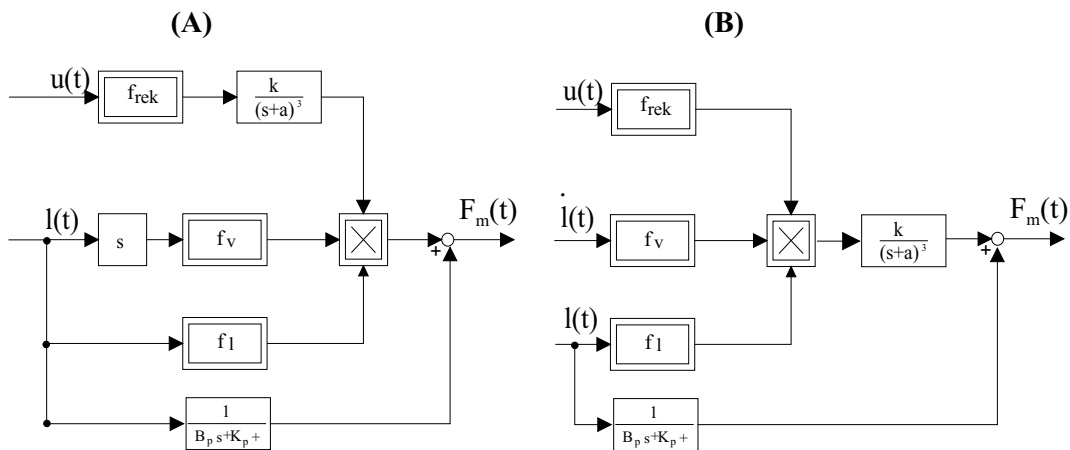 (A)
u(t)
f_rek
k
(s+a)^3
l(t)
s
f_v
F_m(t)
+
f_l
1
B_p s+K_p +
(B)
u(t)
f_rek
l̇(t)
f_v
k
(s+a)^3
F_m(t)
+
l(t)
f_l
1
B_p s+K_p +